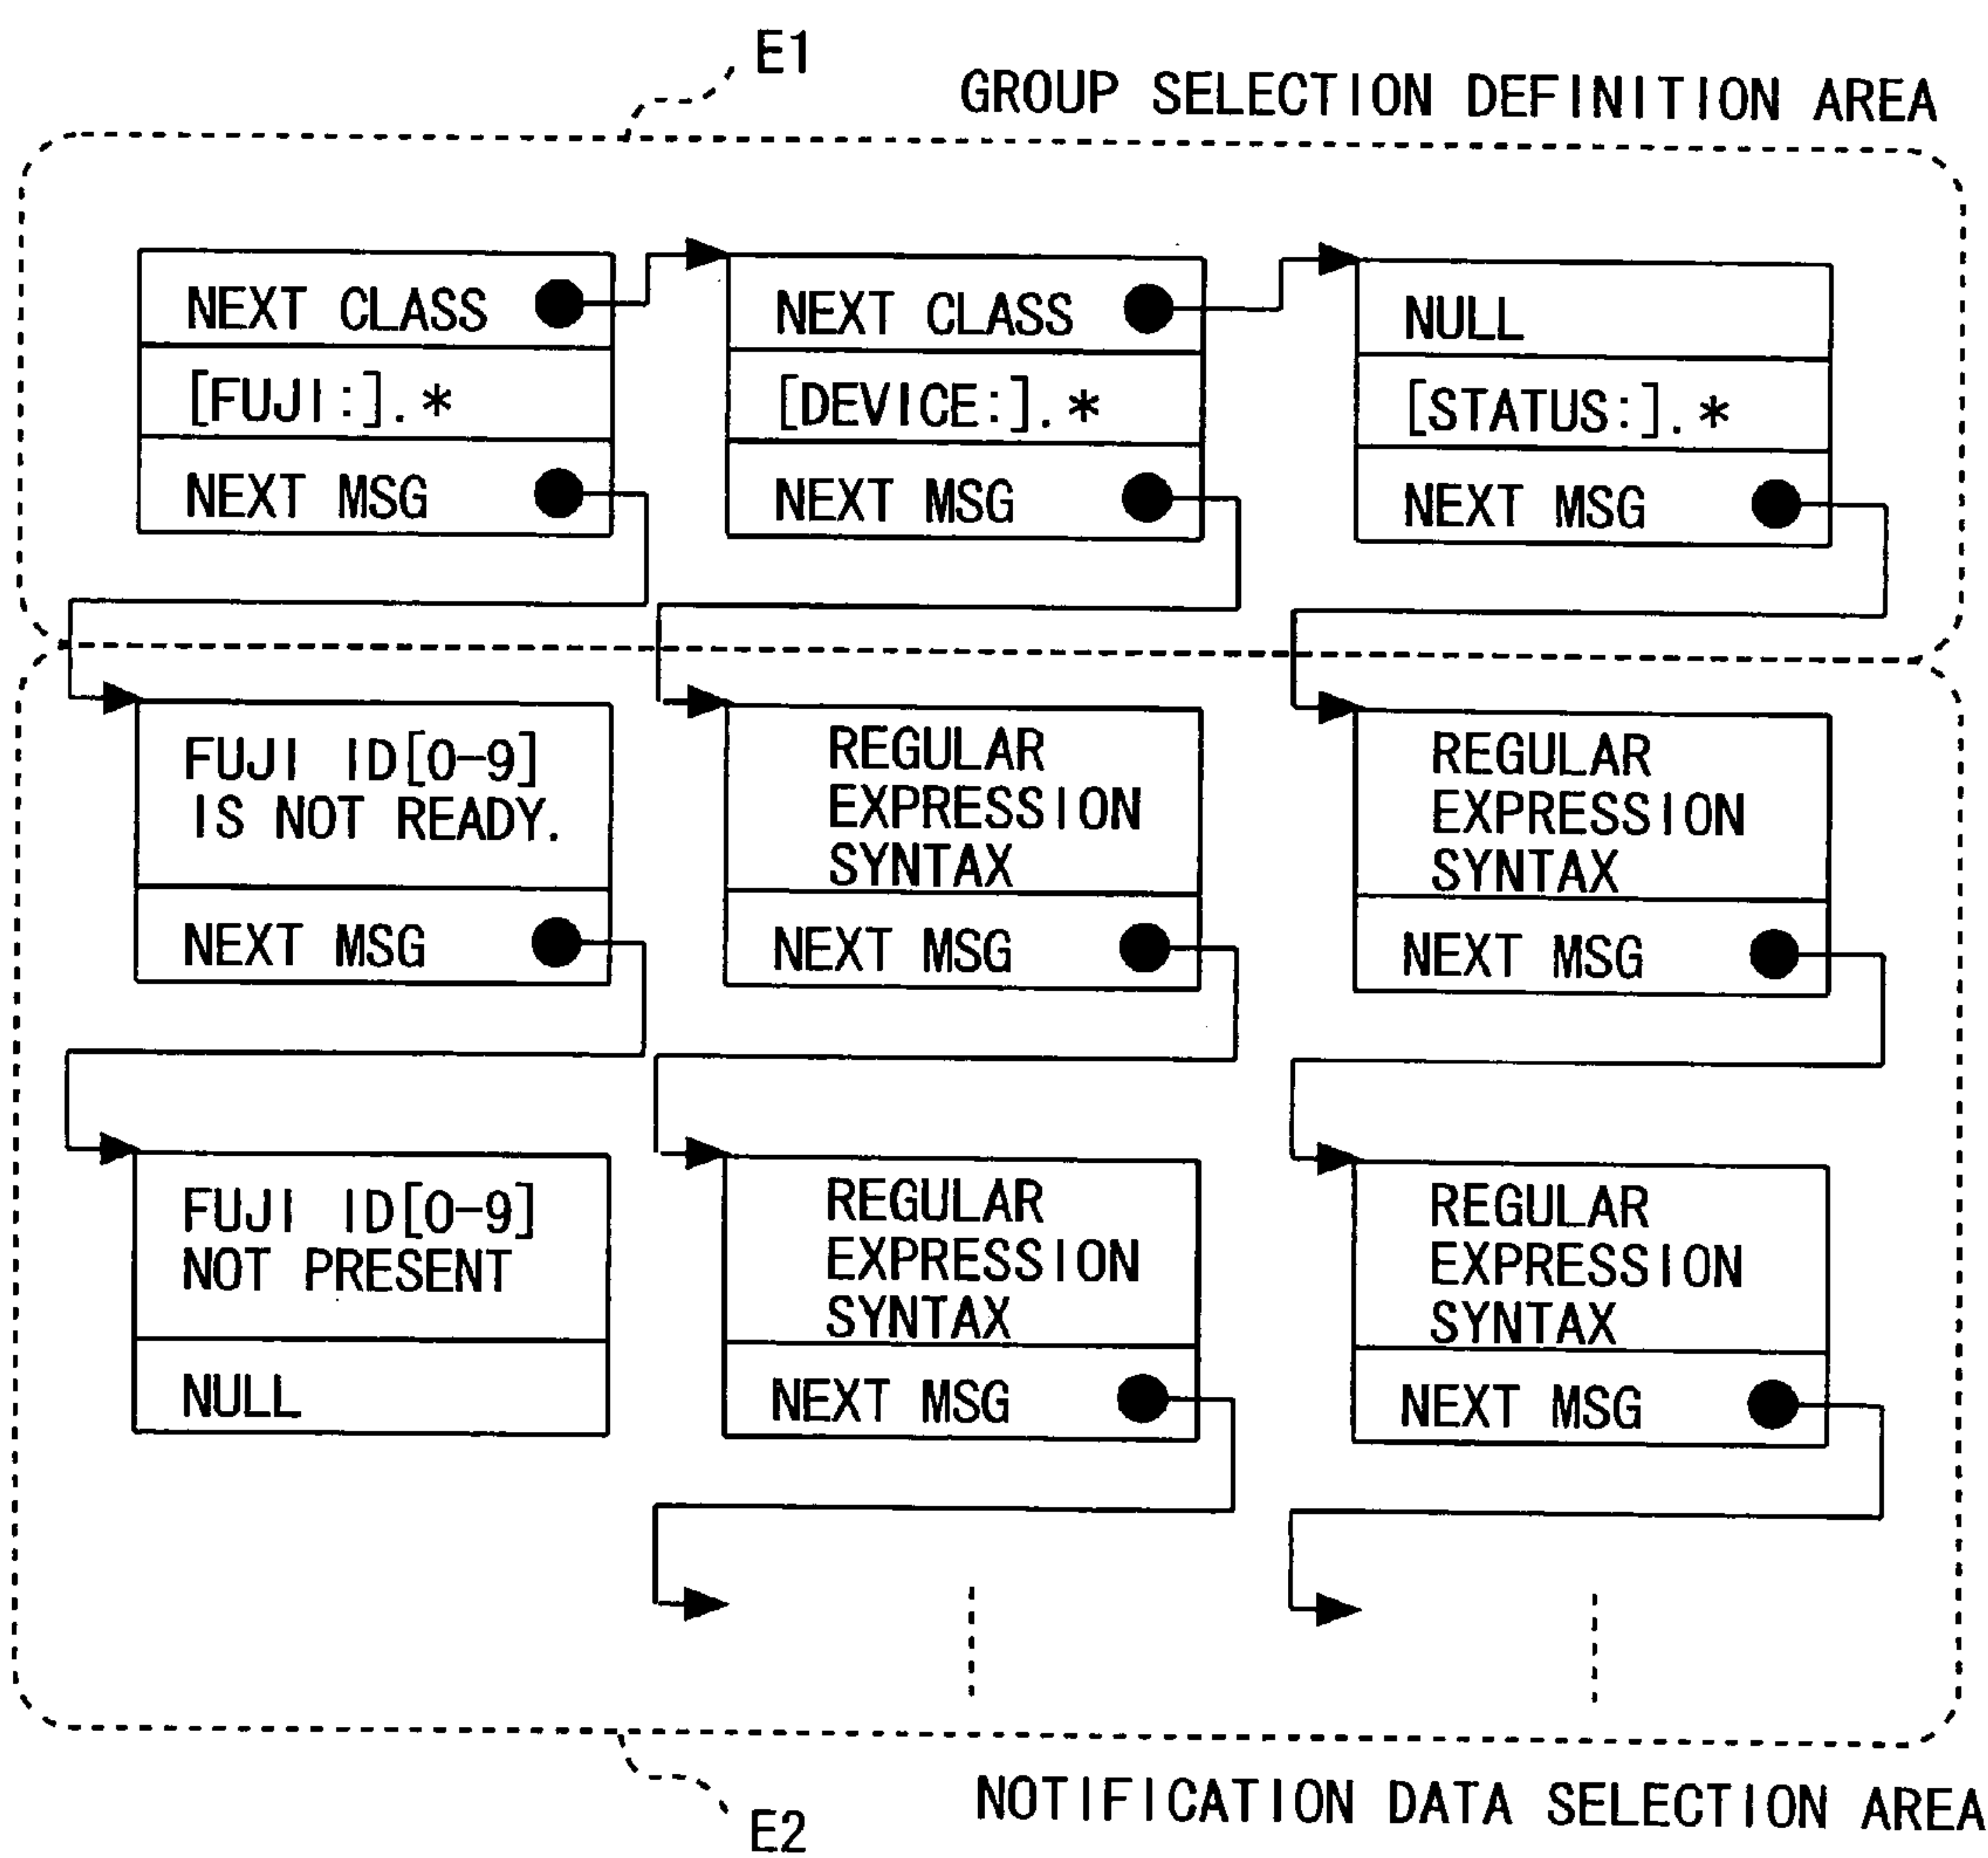 E1
GROUP SELECTION DEFINITION AREA
NEXT CLASS
[FUJI:].*
NEXT MSG
NEXT CLASS
[DEVICE:].*
NEXT MSG
NULL
[STATUS:].*
NEXT MSG
FUJI ID[0-9]
IS NOT READY.
NEXT MSG
REGULAR
EXPRESSION
SYNTAX
NEXT MSG
REGULAR
EXPRESSION
SYNTAX
NEXT MSG
FUJI ID[0-9]
NOT PRESENT
NULL
REGULAR
EXPRESSION
SYNTAX
NEXT MSG
REGULAR
EXPRESSION
SYNTAX
NEXT MSG
E2
NOTIFICATION DATA SELECTION AREA